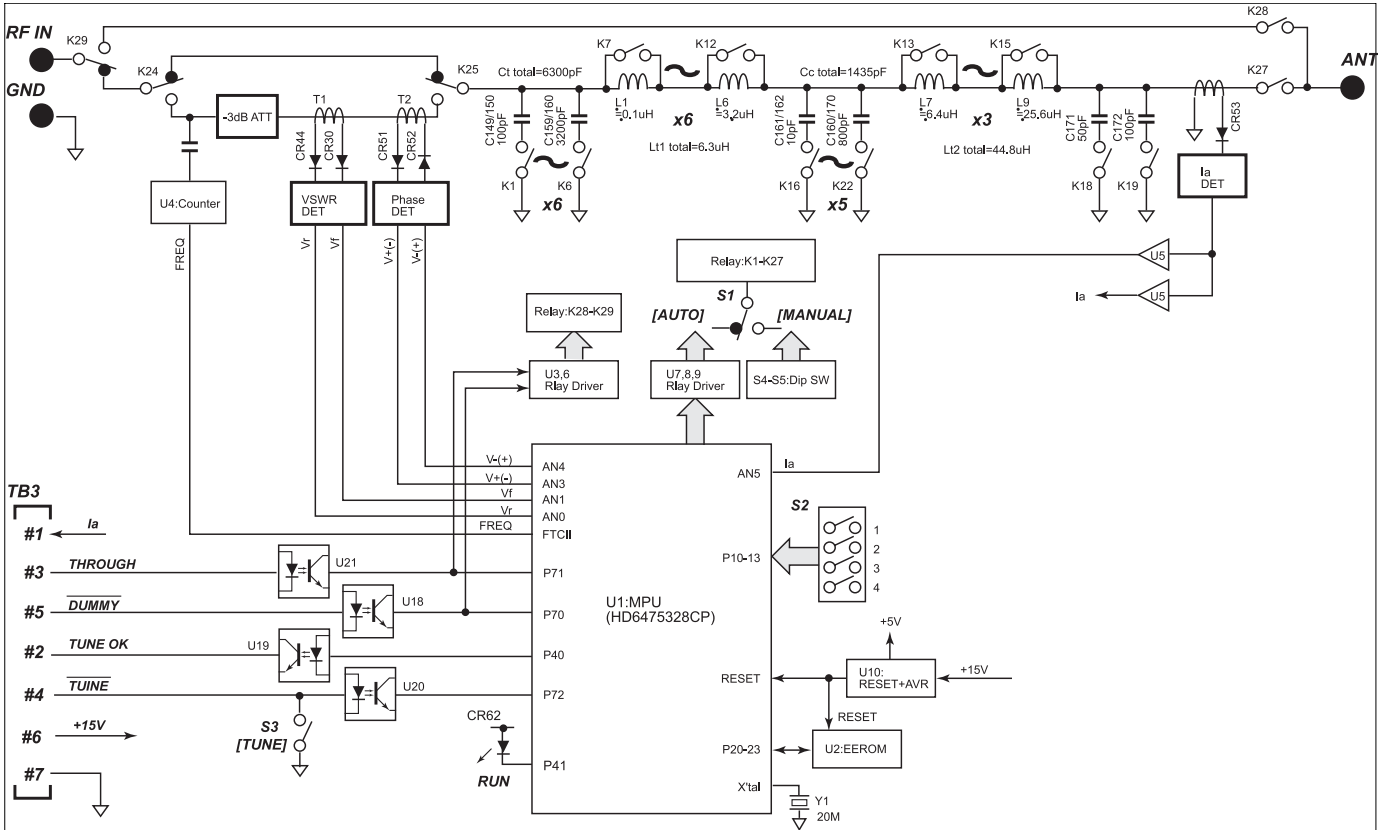 RF IN
K29
K24
K25
K28
K27
ANT
GND
-3dB ATT
T1
T2
CR44
CR30
CR51
CR52
U4:Counter
VSWR
DET
Phase
DET
FREQ
Vr
Vf
V+(-)
V-(+)
Ct total=6300pF
C149/150
100pF
C159/160
3200pF
K1
K6
x6
K7
K12
L1
=0.1uH
x6
L6
=3.2uH
Lt1 total=6.3uH
Cc total=1435pF
C161/162
10pF
C160/170
800pF
K16
K22
x5
K13
K15
L7
=6.4uH
x3
L9
=25.6uH
Lt2 total=44.8uH
C171
50pF
C172
100pF
K18
K19
CR53
Ia
DET
U5
Ia
U5
Relay:K1-K27
S1
[AUTO]
[MANUAL]
Relay:K28-K29
U3,6
Rlay Driver
U7,8,9
Rlay Driver
S4-S5:Dip SW
V-(+)
AN4
V+(-)
AN3
Vf
AN1
Vr
AN0
FREQ
FTCII
Ia
AN5
TB3
#1
Ia
#3
THROUGH
U21
P71
#5
DUMMY
U18
P70
#2
TUNE OK
U19
P40
#4
TUINE
U20
P72
S3
[TUNE]
#6
+15V
#7
CR62
RUN
P41
U1:MPU
(HD6475328CP)
S2
P10-13
1
2
3
4
+5V
RESET
U10:
RESET+AVR
+15V
RESET
P20-23
U2:EEROM
X'tal
Y1
20M